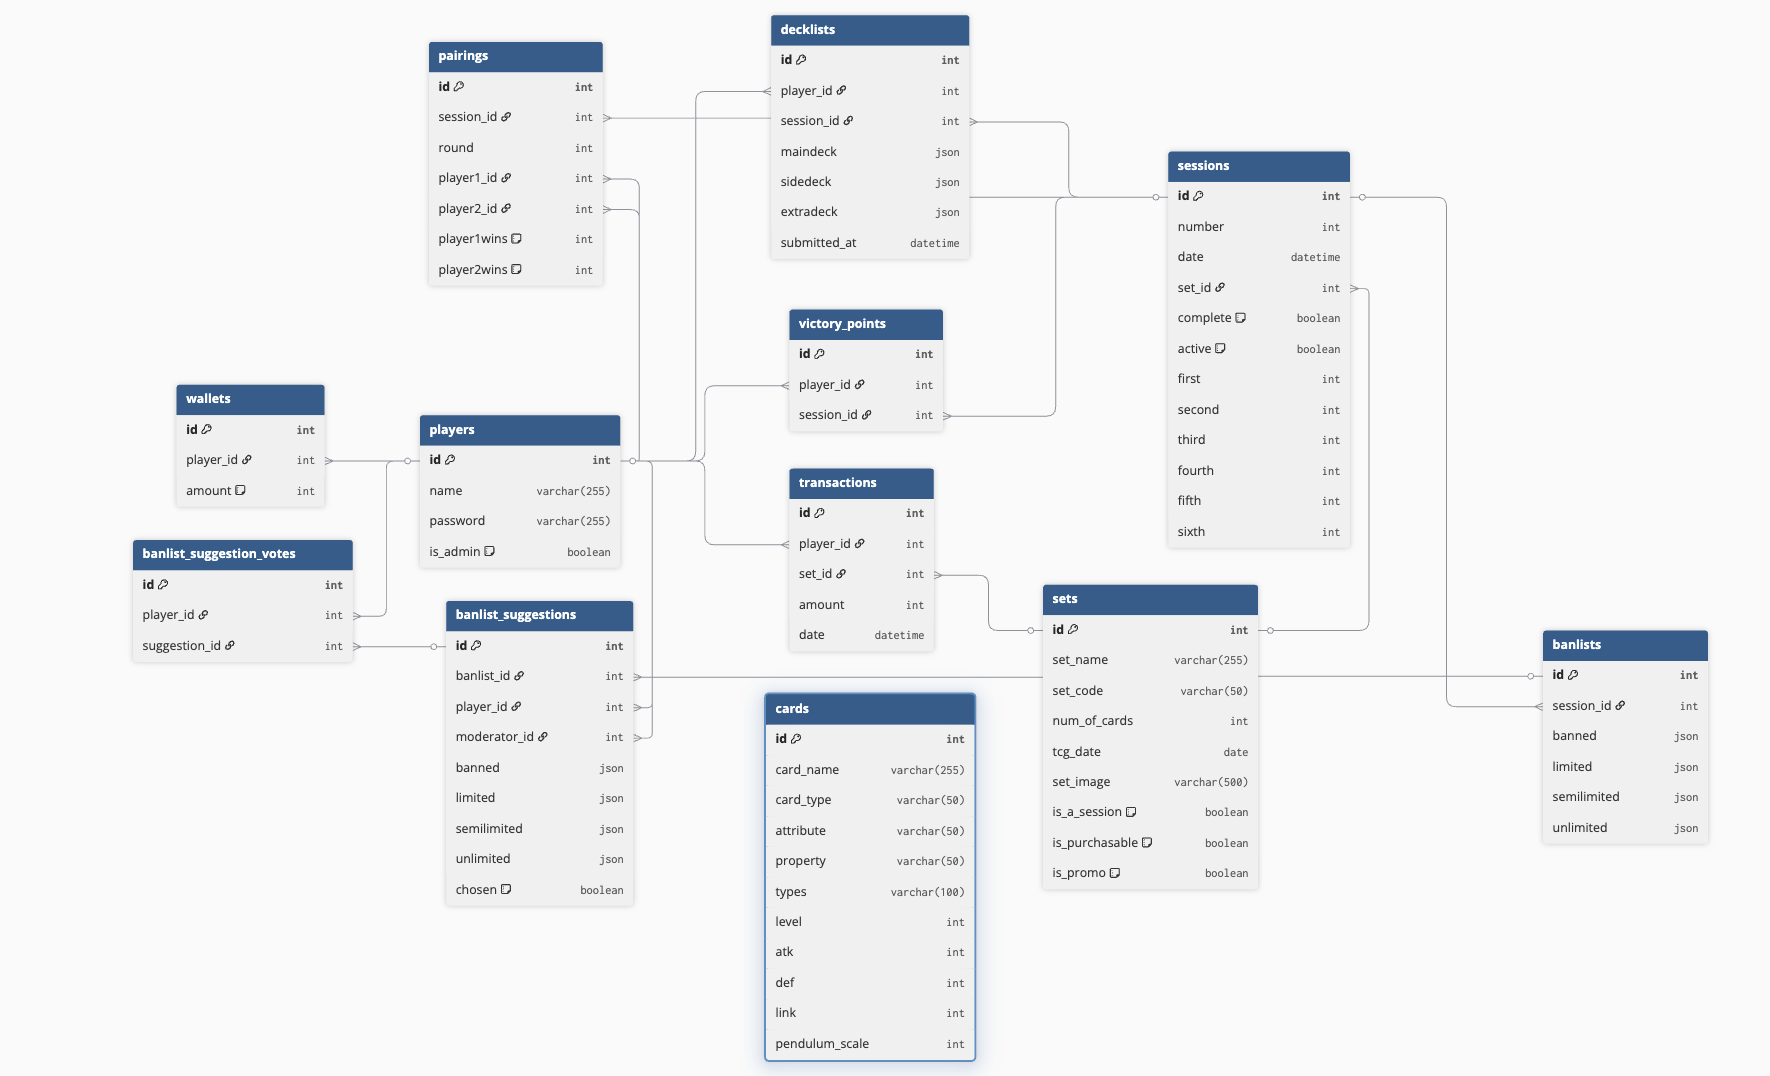 decklists
id int
player_id int
session_id int
maindeck json
sidedeck json
extradeck json
submitted_at datetime
pairings
id int
session_id int
round int
player1_id int
player2_id int
player1wins int
player2wins int
sessions
id int
number int
date datetime
set_id int
complete boolean
active boolean
first int
second int
third int
fourth int
fifth int
sixth int
victory_points
id int
player_id int
session_id int
wallets
id int
player_id int
amount int
players
id int
name varchar(255)
password varchar(255)
is_admin boolean
transactions
id int
player_id int
set_id int
amount int
date datetime
banlist_suggestion_votes
id int
player_id int
suggestion_id int
banlist_suggestions
id int
banlist_id int
player_id int
moderator_id int
banned json
limited json
semilimited json
unlimited json
chosen boolean
sets
id int
set_name varchar(255)
set_code varchar(50)
num_of_cards int
tcg_date date
set_image varchar(500)
is_a_session boolean
is_purchasable boolean
is_promo boolean
banlists
id int
session_id int
banned json
limited json
semilimited json
unlimited json
cards
id int
card_name varchar(255)
card_type varchar(50)
attribute varchar(50)
property varchar(50)
types varchar(100)
level int
atk int
def int
link int
pendulum_scale int